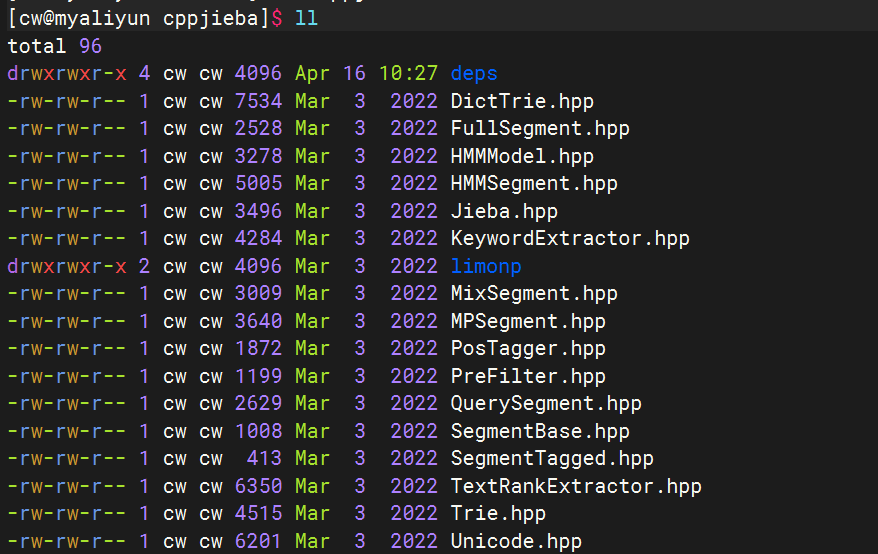 [cw@myaliyun cppjieba]$ ll
total 96
drwxrwxr-x 4 cw cw 4096 Apr 16 10:27 deps
-rw-rw-r-- 1 cw cw 7534 Mar  3  2022 DictTrie.hpp
-rw-rw-r-- 1 cw cw 2528 Mar  3  2022 FullSegment.hpp
-rw-rw-r-- 1 cw cw 3278 Mar  3  2022 HMMModel.hpp
-rw-rw-r-- 1 cw cw 5005 Mar  3  2022 HMMSegment.hpp
-rw-rw-r-- 1 cw cw 3496 Mar  3  2022 Jieba.hpp
-rw-rw-r-- 1 cw cw 4284 Mar  3  2022 KeywordExtractor.hpp
drwxrwxr-x 2 cw cw 4096 Mar  3  2022 limonp
-rw-rw-r-- 1 cw cw 3009 Mar  3  2022 MixSegment.hpp
-rw-rw-r-- 1 cw cw 3640 Mar  3  2022 MPSegment.hpp
-rw-rw-r-- 1 cw cw 1872 Mar  3  2022 PosTagger.hpp
-rw-rw-r-- 1 cw cw 1199 Mar  3  2022 PreFilter.hpp
-rw-rw-r-- 1 cw cw 2629 Mar  3  2022 QuerySegment.hpp
-rw-rw-r-- 1 cw cw 1008 Mar  3  2022 SegmentBase.hpp
-rw-rw-r-- 1 cw cw  413 Mar  3  2022 SegmentTagged.hpp
-rw-rw-r-- 1 cw cw 6350 Mar  3  2022 TextRankExtractor.hpp
-rw-rw-r-- 1 cw cw 4515 Mar  3  2022 Trie.hpp
-rw-rw-r-- 1 cw cw 6201 Mar  3  2022 Unicode.hpp